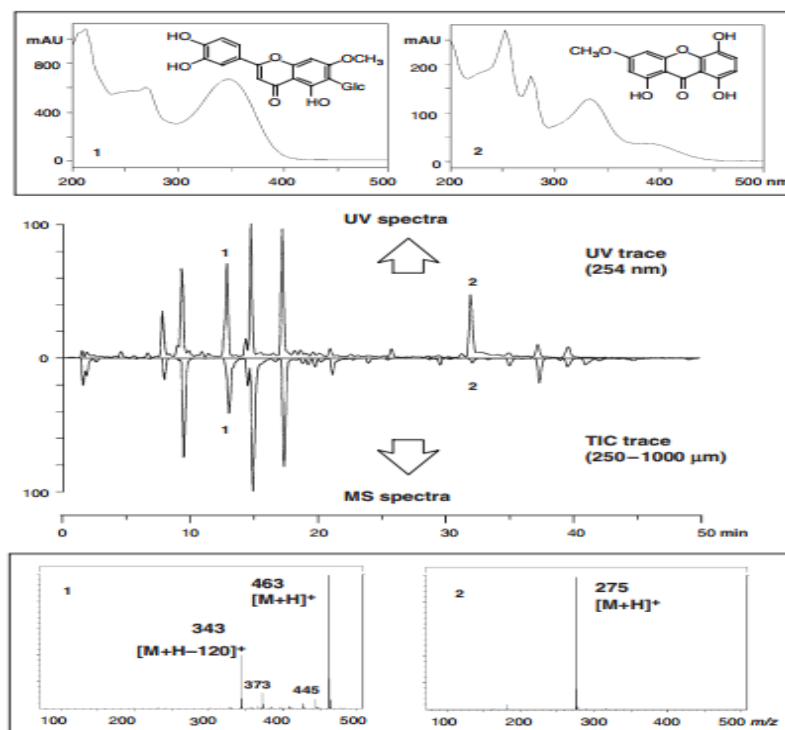 mAU
800
400
0
200
300
400
500
1
HO
HO
O
OCH₃
Glc
OH
O
mAU
200
100
0
200
300
400
500 nm
2
CH₃O
O
OH
OH
O
OH
UV spectra
UV trace
(254 nm)
100
0
100
1
2
1
2
TIC trace
(250–1000 µm)
MS spectra
0
10
20
30
40
50 min
1
463
[M+H]⁺
343
[M+H–120]⁺
373
445
100
200
300
400
500
2
275
[M+H]⁺
100
200
300
400
500 m/z